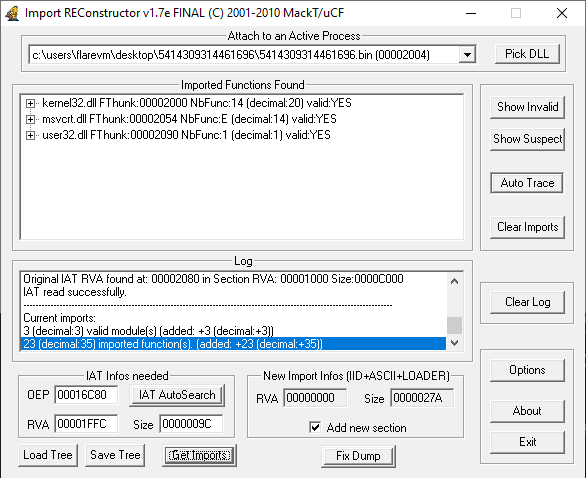 Import REConstructor v1.7e FINAL (C) 2001-2010 MackT/uCF
Attach to an Active Process
c:\users\flarevm\desktop\5414309314461696\5414309314461696.bin (00002004)
Pick DLL
Imported Functions Found
kernel32.dll FThunk:00002000 NbFunc:14 (decimal:20) valid:YES
msvcrt.dll FThunk:00002054 NbFunc:E (decimal:14) valid:YES
user32.dll FThunk:00002090 NbFunc:1 (decimal:1) valid:YES
Show Invalid
Show Suspect
Auto Trace
Clear Imports
Log
Original IAT RVA found at: 00002080 in Section RVA: 00001000 Size:0000C000
IAT read successfully.
------------------------------------------------------------------------------------------------
Current imports:
3 (decimal:3) valid module(s) (added: +3 (decimal:+3))
23 (decimal:35) imported function(s). (added: +23 (decimal:+35))
Clear Log
IAT Infos needed
OEP 00016C80 IAT AutoSearch
RVA 00001FFC Size 0000009C
New Import Infos (IID+ASCII+LOADER)
RVA 00000000 Size 0000027A
Add new section
Options
About
Exit
Load Tree Save Tree Get Imports Fix Dump